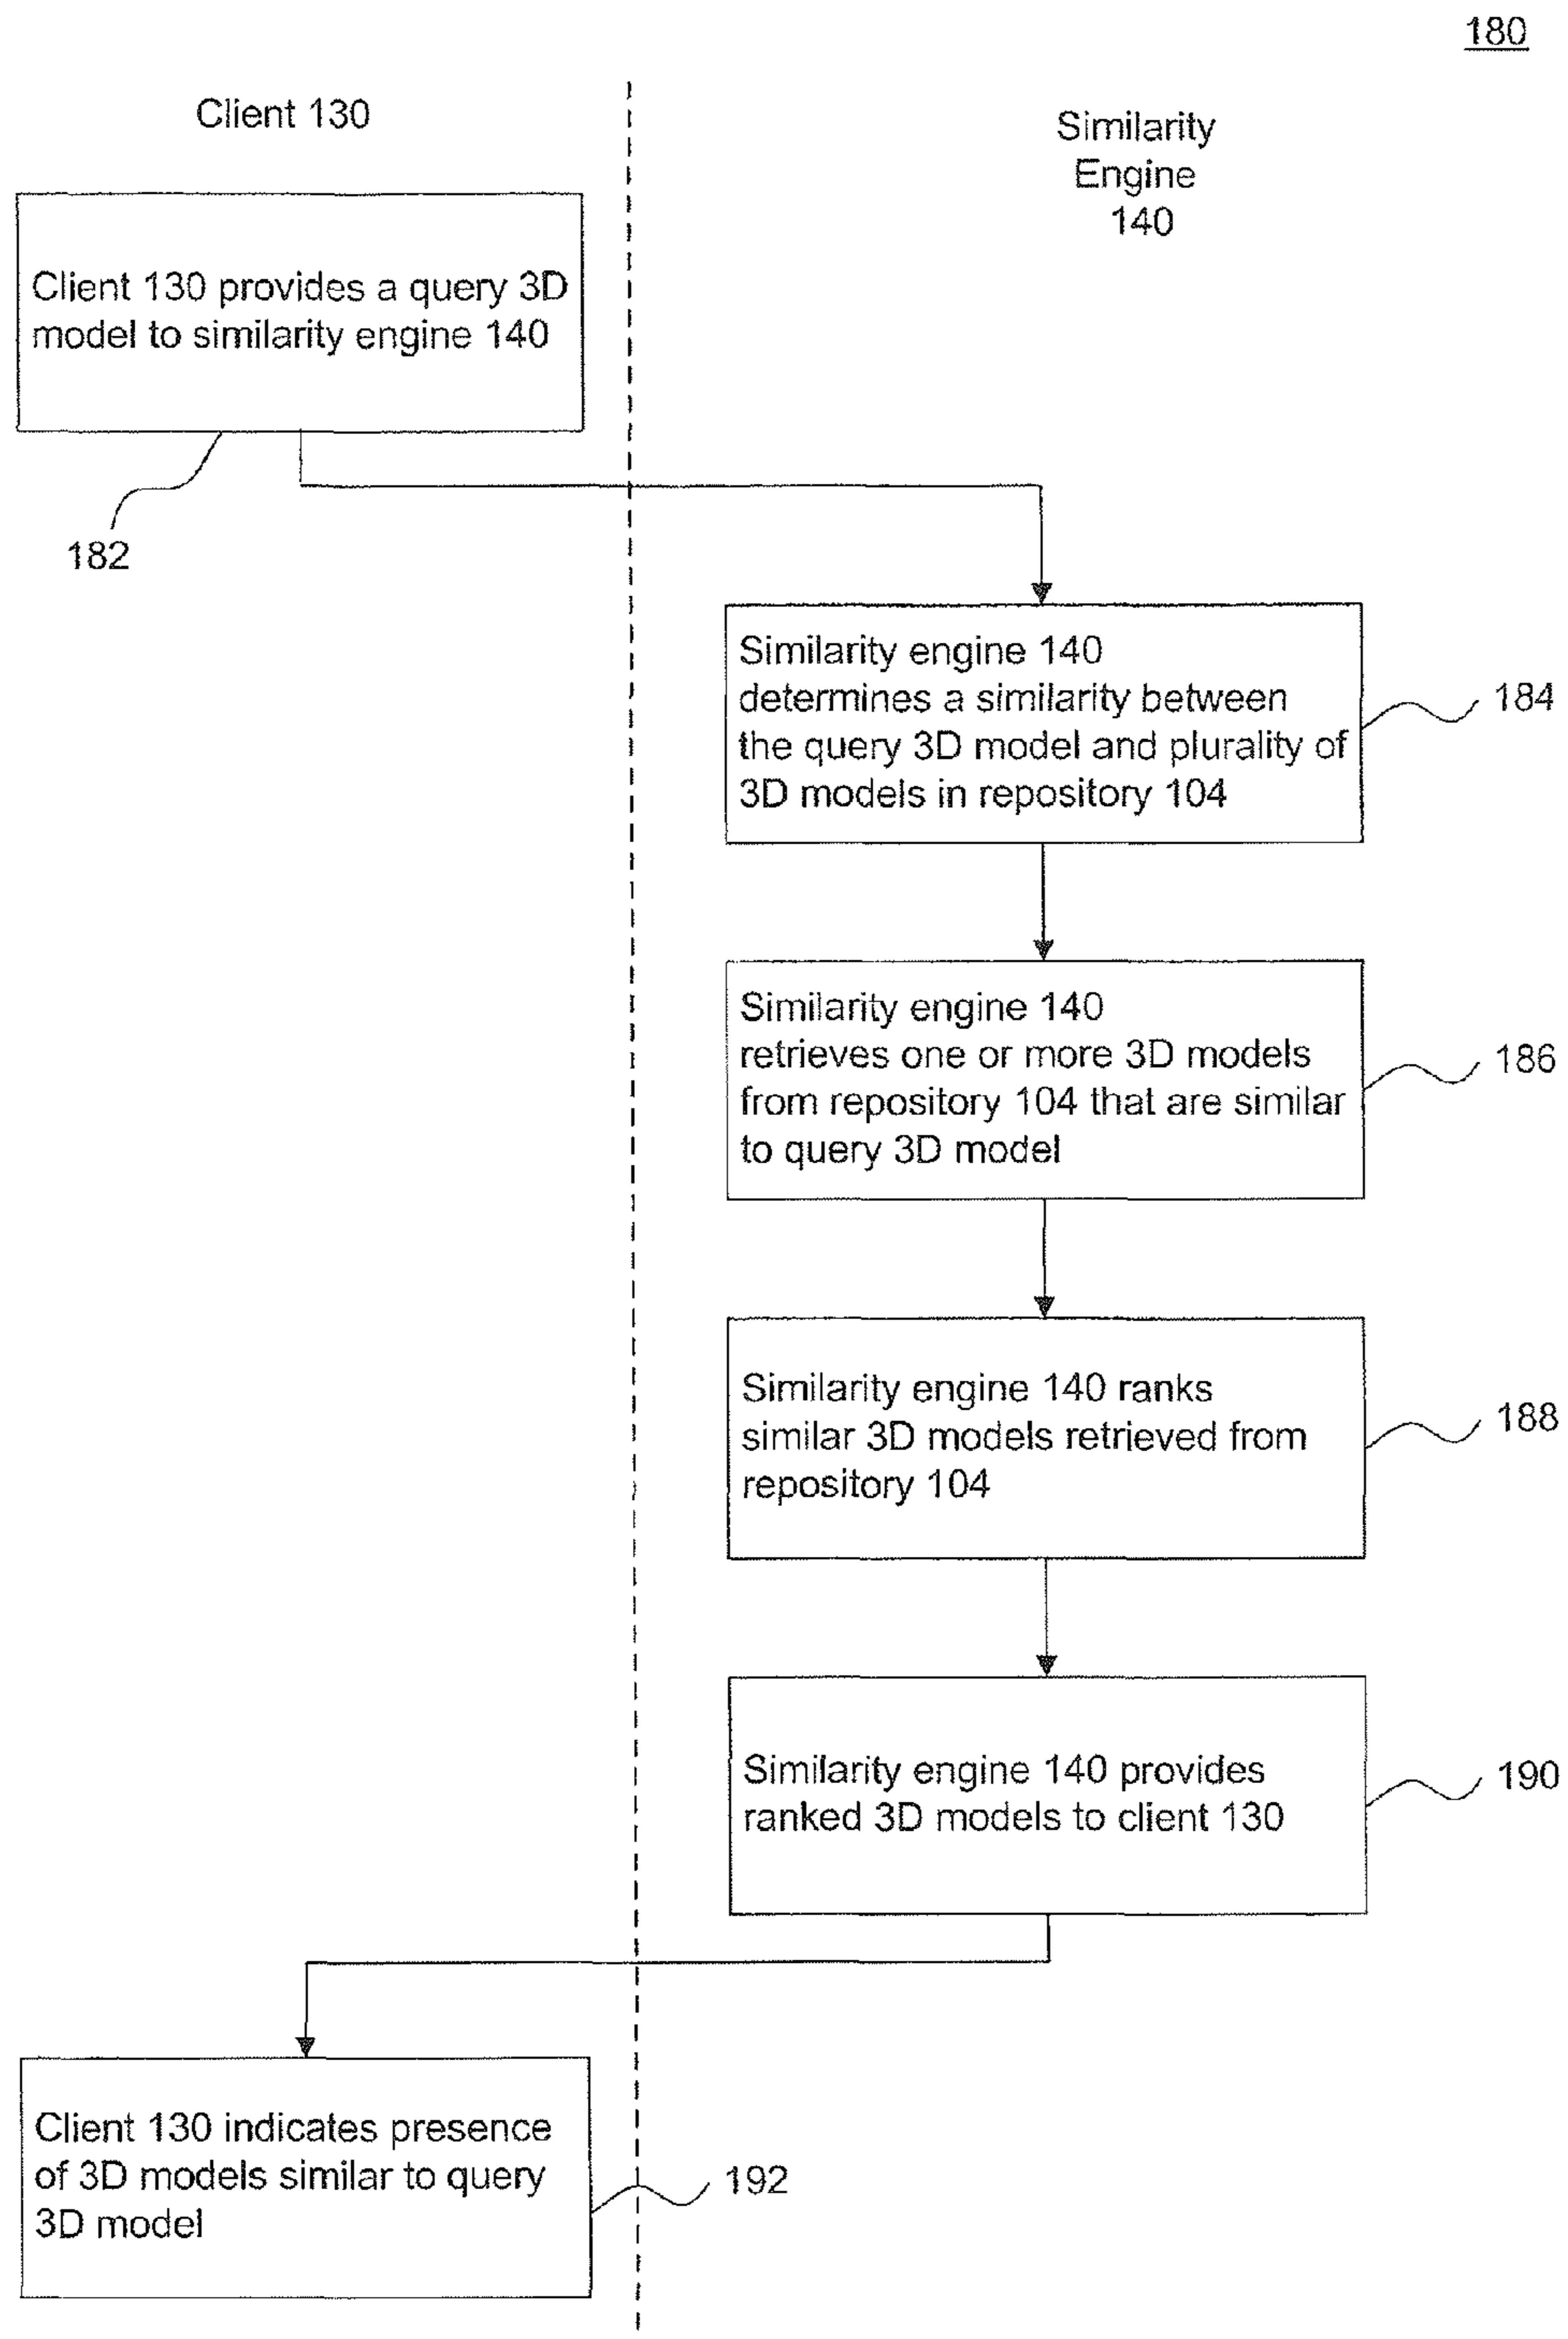 180
Client 130
Similarity
Engine
140
Client 130 provides a query 3D
model to similarity engine 140
182
Similarity engine 140
determines a similarity between
the query 3D model and plurality of
3D models in repository 104
184
Similarity engine 140
retrieves one or more 3D models
from repository 104 that are similar
to query 3D model
186
Similarity engine 140 ranks
similar 3D models retrieved from
repository 104
188
Similarity engine 140 provides
ranked 3D models to client 130
190
Client 130 indicates presence
of 3D models similar to query
3D model
192